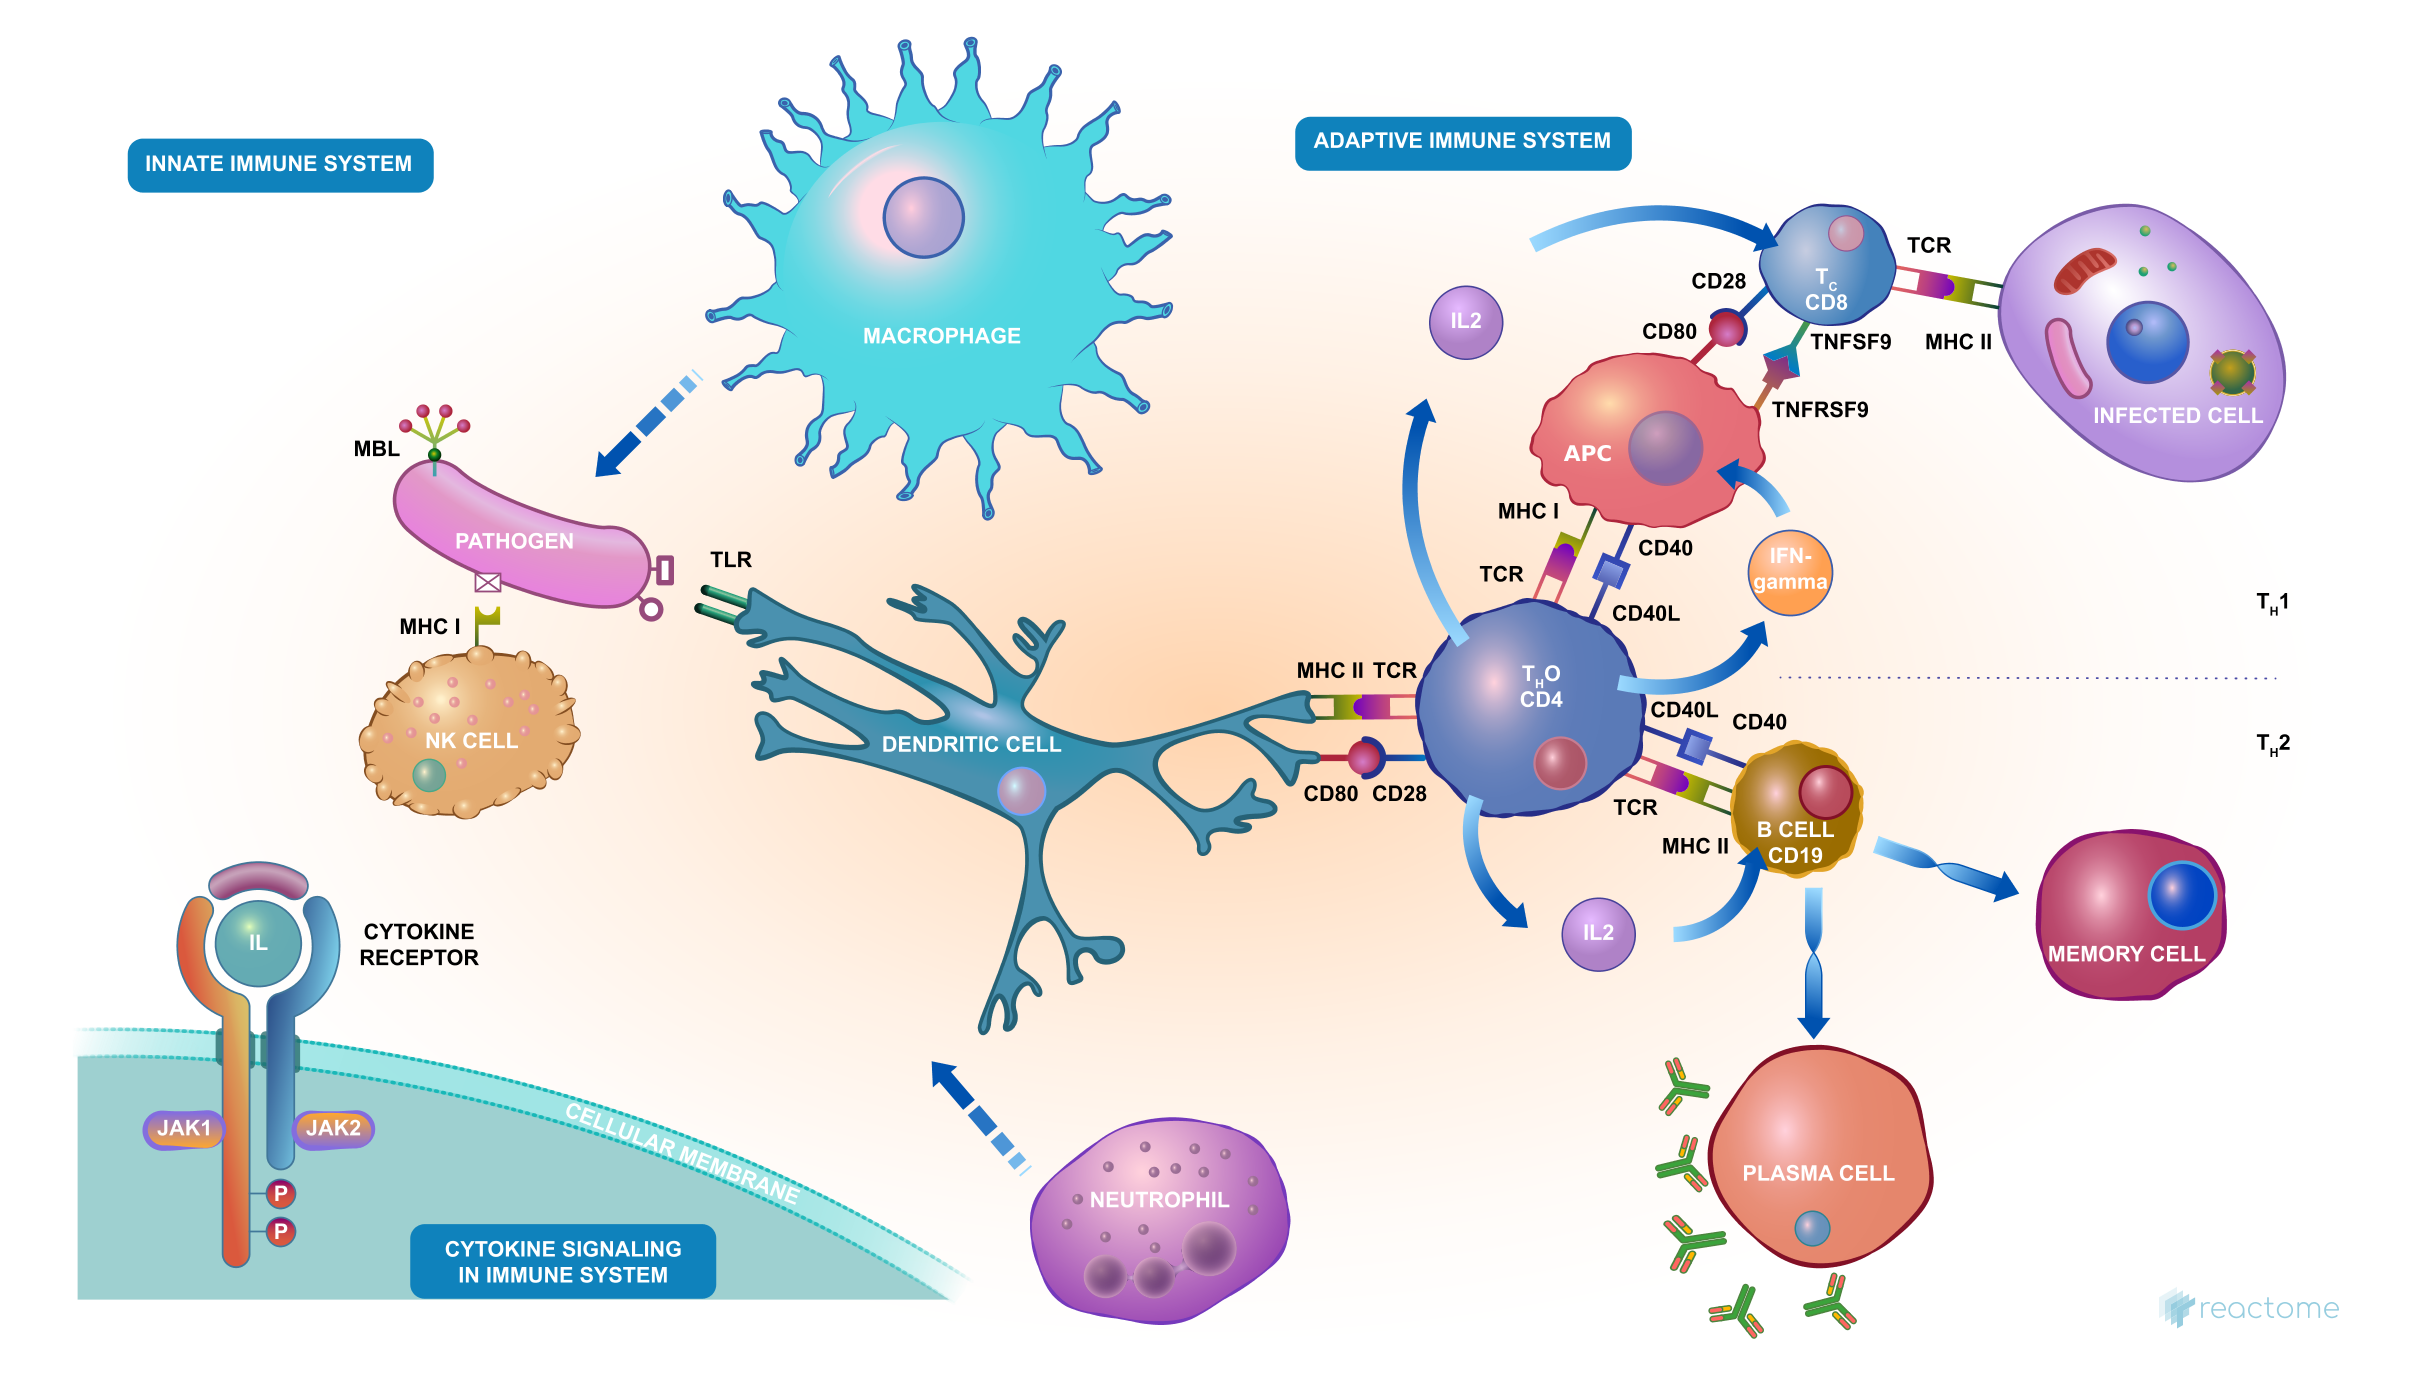 INNATE IMMUNE SYSTEM
ADAPTIVE IMMUNE SYSTEM
MACROPHAGE
MBL
PATHOGEN
TLR
MHC I
NK CELL
DENDRITIC CELL
IL
CYTOKINE
RECEPTOR
JAK1
JAK2
P
P
CELLULAR MEMBRANE
CYTOKINE SIGNALING
IN IMMUNE SYSTEM
NEUTROPHIL
IL2
TC
CD8
TCR
MHC II
INFECTED CELL
CD28
CD80
TNFSF9
TNFRSF9
APC
MHC I
TCR
CD40
CD40L
IFN-
gamma
TH1
TH2
MHC II TCR
CD80 CD28
THO
CD4
CD40L
CD40
TCR
MHC II
B CELL
CD19
IL2
MEMORY CELL
PLASMA CELL
reactome